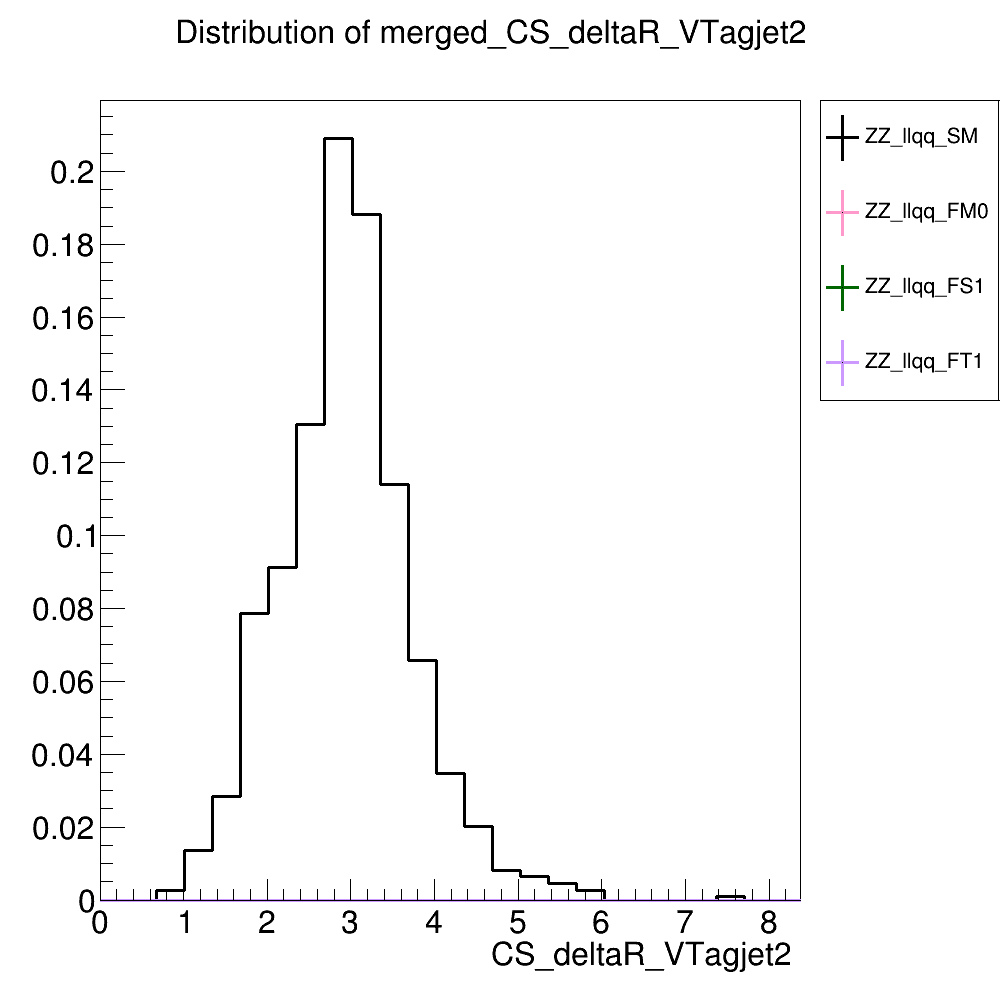 Distribution of merged_CS_deltaR_VTagjet2
ZZ_llqq_SM
ZZ_llqq_FM0
ZZ_llqq_FS1
ZZ_llqq_FT1
0.2
0.18
0.16
0.14
0.12
0.1
0.08
0.06
0.04
0.02
0
0 1 2 3 4 5 6 7 8
CS_deltaR_VTagjet2